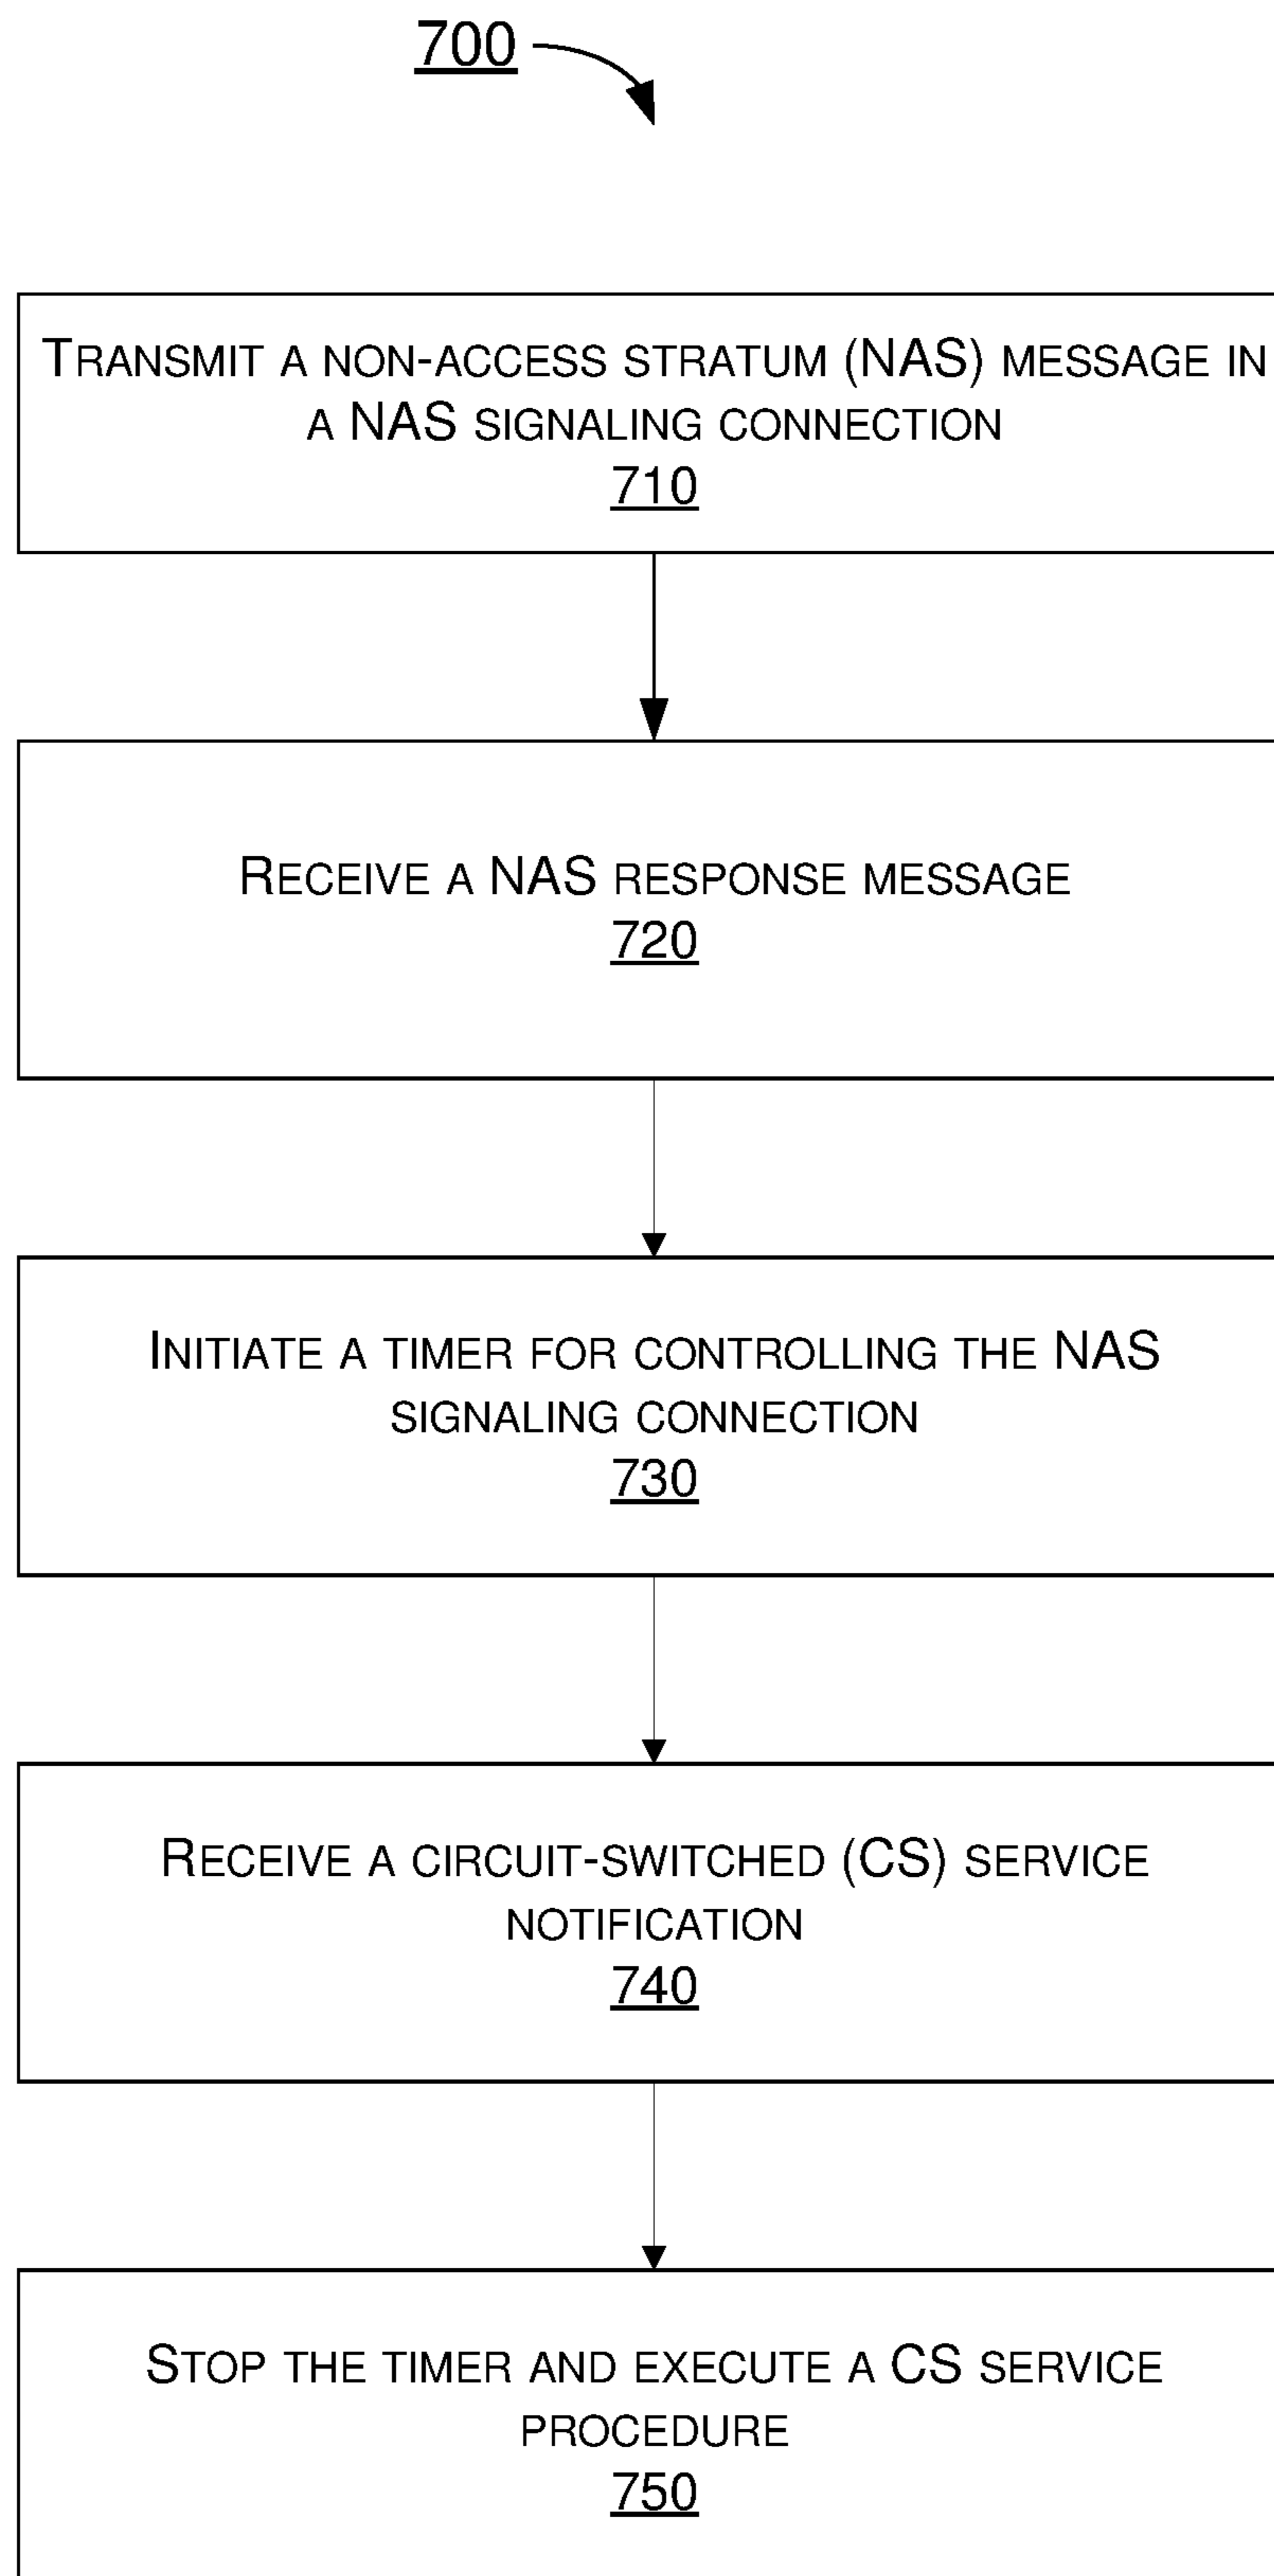 700
TRANSMIT A NON-ACCESS STRATUM (NAS) MESSAGE IN
A NAS SIGNALING CONNECTION
710
RECEIVE A NAS RESPONSE MESSAGE
720
INITIATE A TIMER FOR CONTROLLING THE NAS
SIGNALING CONNECTION
730
RECEIVE A CIRCUIT-SWITCHED (CS) SERVICE
NOTIFICATION
740
STOP THE TIMER AND EXECUTE A CS SERVICE
PROCEDURE
750